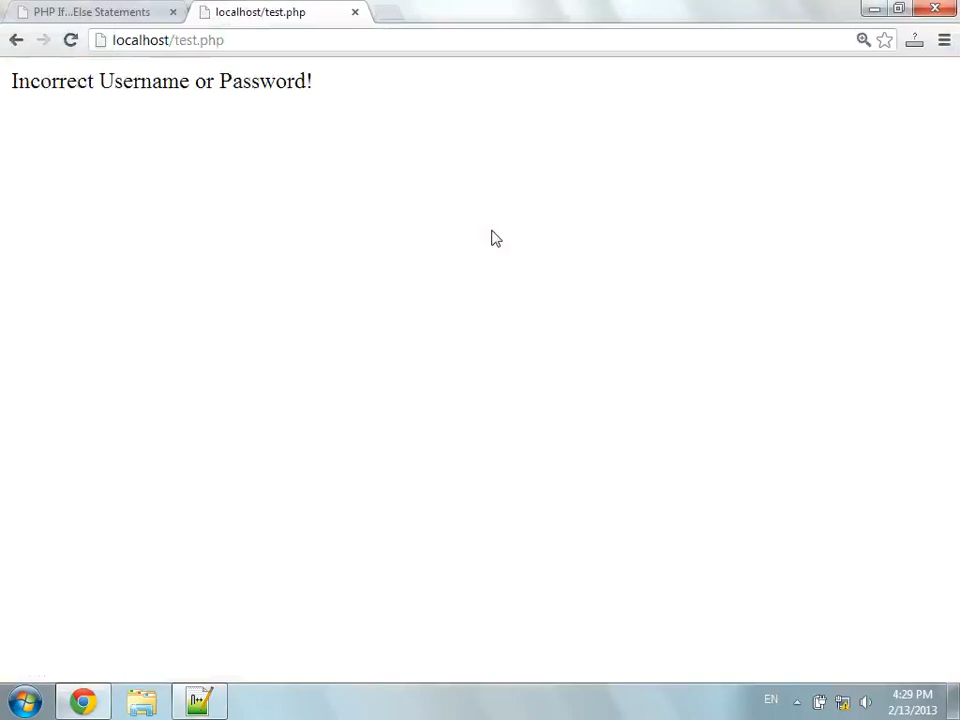 PHP If...Else Statements
localhost/test.php
localhost/test.php
Incorrect Username or Password!
EN
4:29 PM
2/13/2013